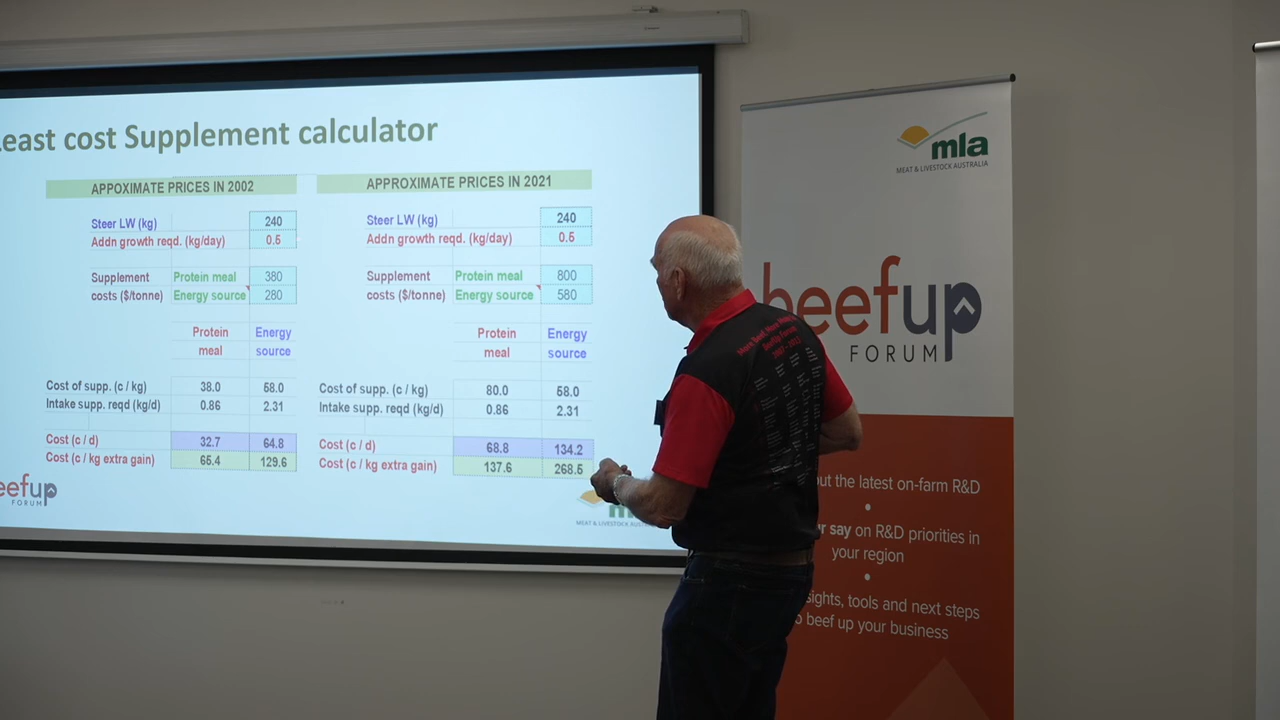 Least cost Supplement calculator
APPOXIMATE PRICES IN 2002
Steer LW (kg) 240
Addn growth reqd. (kg/day) 0.5
Supplement Protein meal 380
costs ($/tonne) Energy source 280
Protein Energy
meal source
Cost of supp. (c / kg) 38.0 58.0
Intake supp. reqd (kg/d) 0.86 2.31
Cost (c / d) 32.7 64.8
Cost (c / kg extra gain) 65.4 129.6
APPROXIMATE PRICES IN 2021
Steer LW (kg) 240
Addn growth reqd. (kg/day) 0.5
Supplement Protein meal 800
costs ($/tonne) Energy source 580
Protein Energy
meal source
Cost of supp. (c / kg) 80.0 58.0
Intake supp. reqd (kg/d) 0.86 2.31
Cost (c / d) 68.8 134.2
Cost (c / kg extra gain) 137.6 268.5
eefup
FORUM
MEAT & LIVESTOCK
More Beef
BeefUp Forum
mla
MEAT & LIVESTOCK AUSTRALIA
beefup
FORUM
out the latest on-farm R&D
say on R&D priorities in
your region
sights, tools and next steps
beef up your business